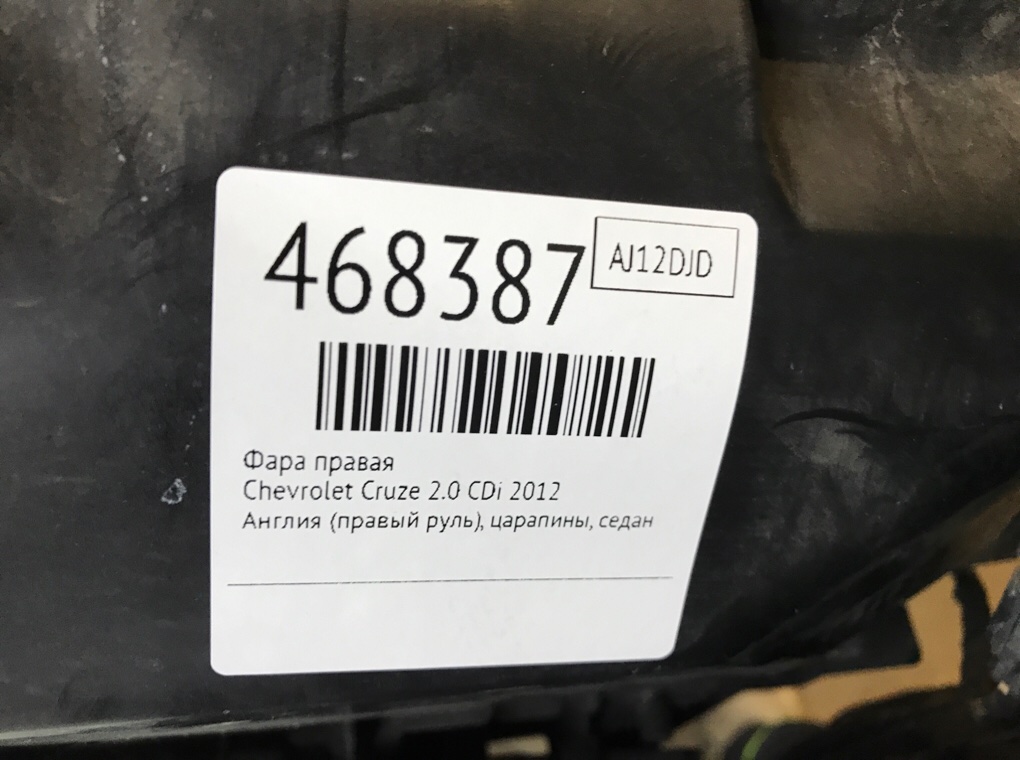 468387
AJ12DJD
Фара правая
Chevrolet Cruze 2.0 CDi 2012
Англия (правый руль), царапины, седан